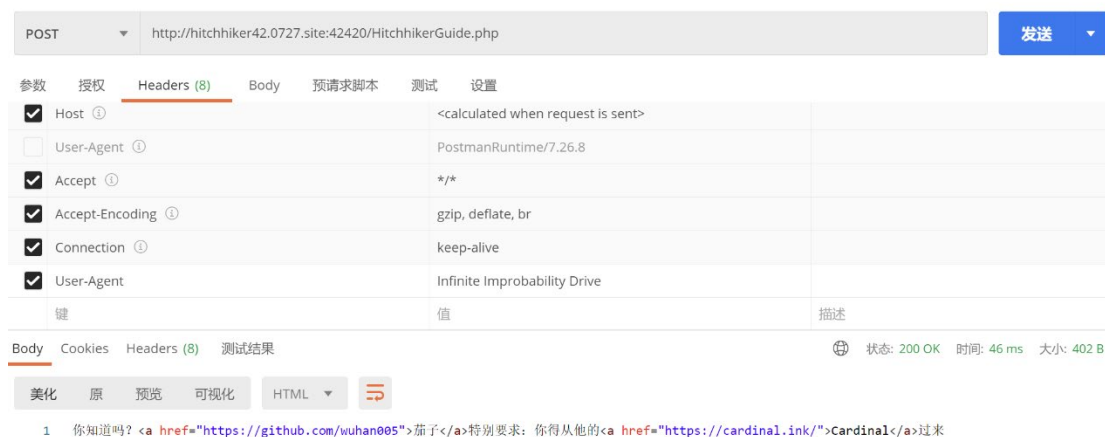 POST http://hitchhiker42.0727.site:42420/HitchhikerGuide.php 发送
参数 授权 Headers (8) Body 预请求脚本 测试 设置
Host <calculated when request is sent>
User-Agent PostmanRuntime/7.26.8
Accept */*
Accept-Encoding gzip, deflate, br
Connection keep-alive
User-Agent Infinite Improbability Drive
键 值 描述
Body Cookies Headers (8) 测试结果 状态: 200 OK 时间: 46 ms 大小: 402 B
美化 原 预览 可视化 HTML
1 你知道吗？<a href="https://github.com/wuhan005">茄子</a>特别要求：你得从他的<a href="https://cardinal.ink/">Cardinal</a>过来